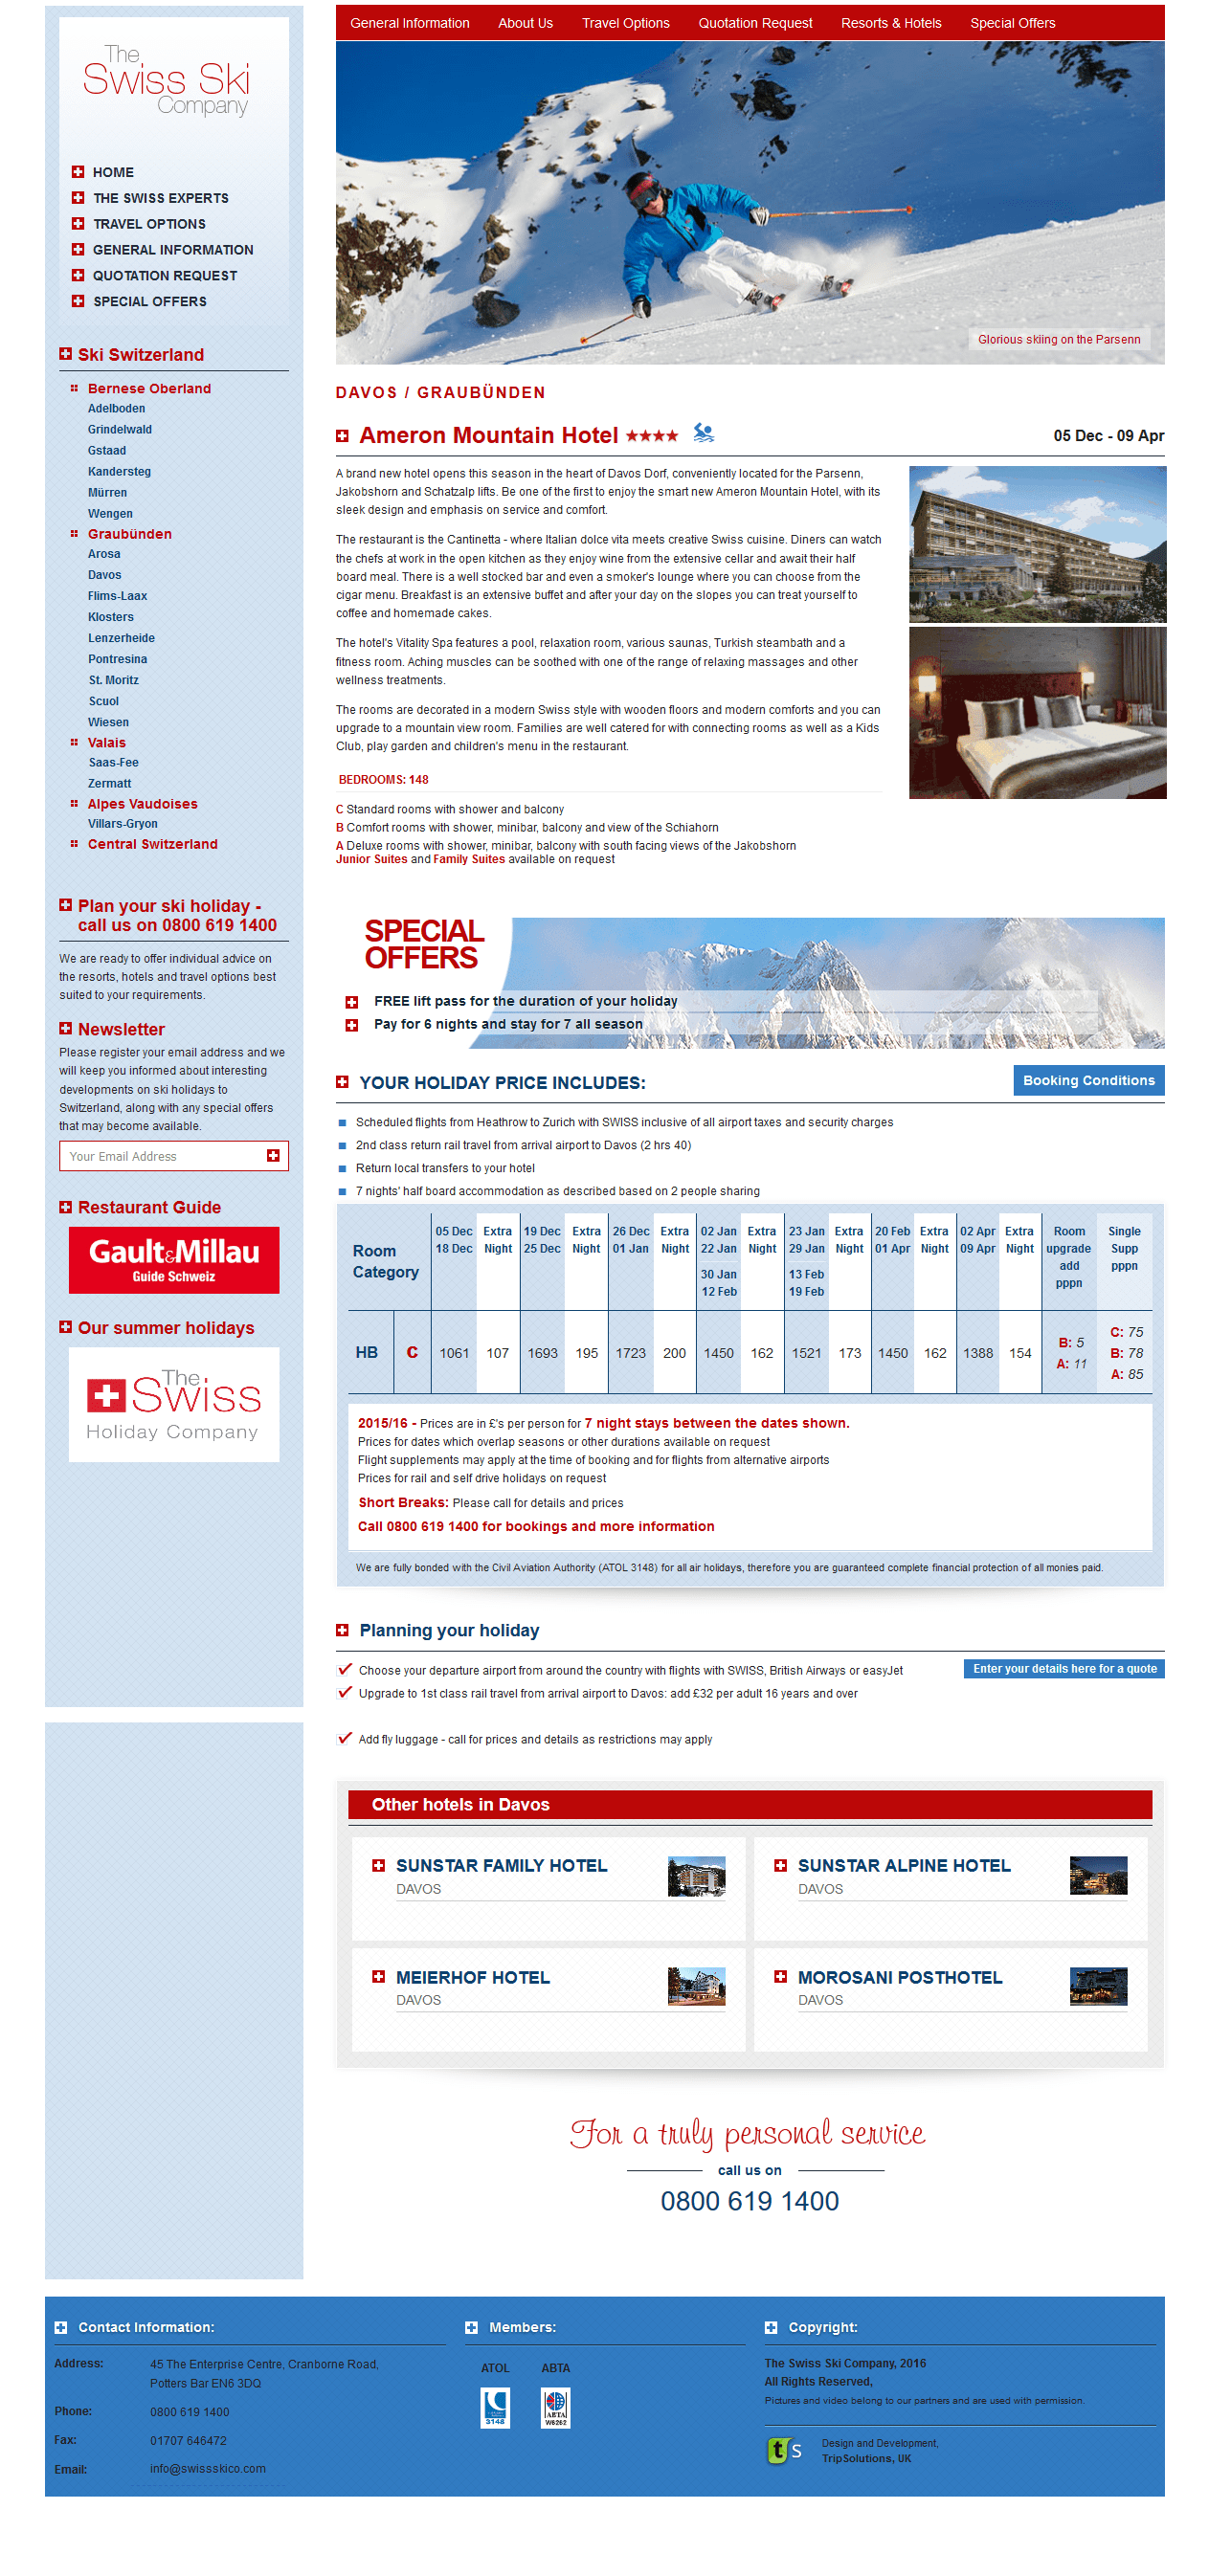 The
Swiss Ski
Company
HOME
THE SWISS EXPERTS
TRAVEL OPTIONS
GENERAL INFORMATION
QUOTATION REQUEST
SPECIAL OFFERS
Ski Switzerland
Bernese Oberland
Adelboden
Grindelwald
Gstaad
Kandersteg
Mürren
Wengen
Graubünden
Arosa
Davos
Flims-Laax
Klosters
Lenzerheide
Pontresina
St. Moritz
Scuol
Wiesen
Valais
Saas-Fee
Zermatt
Alpes Vaudoises
Villars-Gryon
Central Switzerland
Plan your ski holiday -
call us on 0800 619 1400
We are ready to offer individual advice on
the resorts, hotels and travel options best
suited to your requirements.
Newsletter
Please register your email address and we
will keep you informed about interesting
developments on ski holidays to
Switzerland, along with any special offers
that may become available.
Your Email Address
Restaurant Guide
Gault&Millau
Guide Schweiz
Our summer holidays
The
Swiss
Holiday Company
General Information About Us Travel Options Quotation Request Resorts & Hotels Special Offers
Glorious skiing on the Parsenn
DAVOS / GRAUBÜNDEN
Ameron Mountain Hotel ★★★★ 05 Dec - 09 Apr
A brand new hotel opens this season in the heart of Davos Dorf, conveniently located for the Parsenn,
Jakobshorn and Schatzalp lifts. Be one of the first to enjoy the smart new Ameron Mountain Hotel, with its
sleek design and emphasis on service and comfort.
The restaurant is the Cantinetta - where Italian dolce vita meets creative Swiss cuisine. Diners can watch
the chefs at work in the open kitchen as they enjoy wine from the extensive cellar and await their half
board meal. There is a well stocked bar and even a smoker's lounge where you can choose from the
cigar menu. Breakfast is an extensive buffet and after your day on the slopes you can treat yourself to
coffee and homemade cakes.
The hotel's Vitality Spa features a pool, relaxation room, various saunas, Turkish steambath and a
fitness room. Aching muscles can be soothed with one of the range of relaxing massages and other
wellness treatments.
The rooms are decorated in a modern Swiss style with wooden floors and modern comforts and you can
upgrade to a mountain view room. Families are well catered for with connecting rooms as well as a Kids
Club, play garden and children's menu in the restaurant.
BEDROOMS: 148
C Standard rooms with shower and balcony
B Comfort rooms with shower, minibar, balcony and view of the Schiahorn
A Deluxe rooms with shower, minibar, balcony with south facing views of the Jakobshorn
Junior Suites and Family Suites available on request
SPECIAL
OFFERS
FREE lift pass for the duration of your holiday
Pay for 6 nights and stay for 7 all season
YOUR HOLIDAY PRICE INCLUDES: Booking Conditions
Scheduled flights from Heathrow to Zurich with SWISS inclusive of all airport taxes and security charges
2nd class return rail travel from arrival airport to Davos (2 hrs 40)
Return local transfers to your hotel
7 nights' half board accommodation as described based on 2 people sharing
05 Dec Extra 19 Dec Extra 26 Dec Extra 02 Jan Extra 23 Jan Extra 20 Feb Extra 02 Apr Extra Room Single
Room 18 Dec Night 25 Dec Night 01 Jan Night 22 Jan Night 29 Jan Night 01 Apr Night 09 Apr Night upgrade Supp
Category 30 Jan 13 Feb add pppn
12 Feb 19 Feb pppn
HB C 1061 107 1693 195 1723 200 1450 162 1521 173 1450 162 1388 154
B: 5
A: 11
C: 75
B: 78
A: 85
2015/16 - Prices are in £'s per person for 7 night stays between the dates shown.
Prices for dates which overlap seasons or other durations available on request
Flight supplements may apply at the time of booking and for flights from alternative airports
Prices for rail and self drive holidays on request
Short Breaks: Please call for details and prices
Call 0800 619 1400 for bookings and more information
We are fully bonded with the Civil Aviation Authority (ATOL 3148) for all air holidays, therefore you are guaranteed complete financial protection of all monies paid.
Planning your holiday
Choose your departure airport from around the country with flights with SWISS, British Airways or easyJet Enter your details here for a quote
Upgrade to 1st class rail travel from arrival airport to Davos: add £32 per adult 16 years and over
Add fly luggage - call for prices and details as restrictions may apply
Other hotels in Davos
SUNSTAR FAMILY HOTEL
DAVOS
SUNSTAR ALPINE HOTEL
DAVOS
MEIERHOF HOTEL
DAVOS
MOROSANI POSTHOTEL
DAVOS
For a truly personal service
call us on
0800 619 1400
Contact Information:
Address: 45 The Enterprise Centre, Cranborne Road,
Potters Bar EN6 3DQ
Phone: 0800 619 1400
Fax: 01707 646472
Email: info@swissskico.com
Members:
ATOL ABTA
3148
ABTA
W6262
Copyright:
The Swiss Ski Company, 2016
All Rights Reserved,
Pictures and video belong to our partners and are used with permission.
ts
Design and Development,
TripSolutions, UK